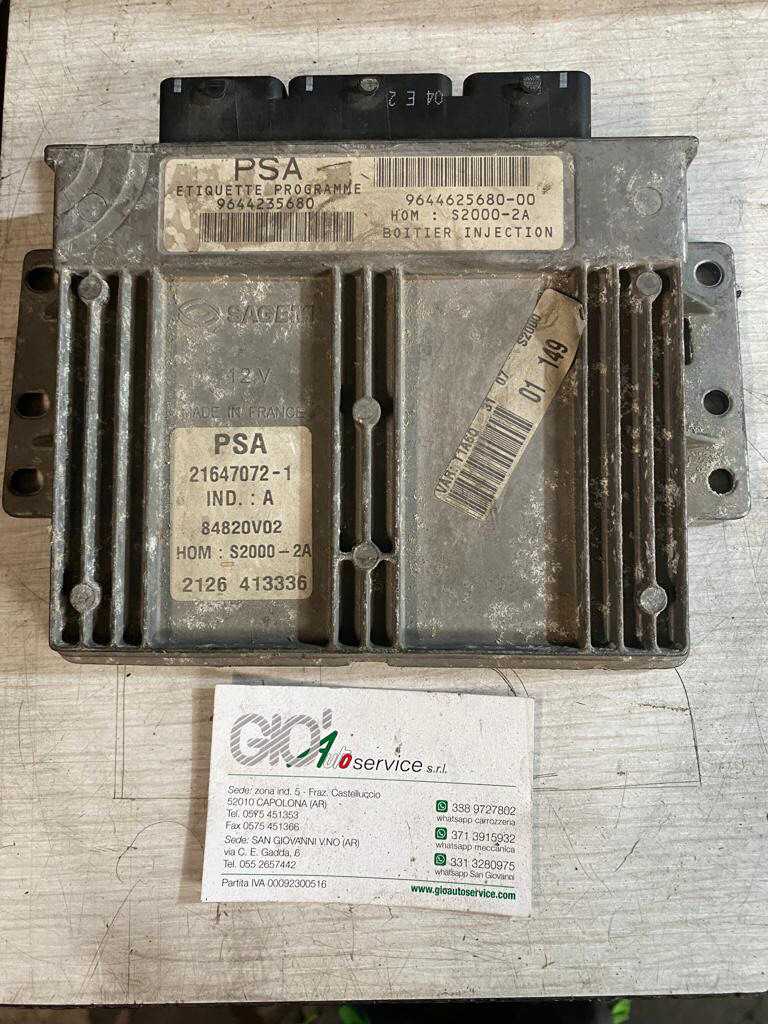 04 E 2
PSA
ETIQUETTE PROGRAMME
9644235680
9644625680-00
HOM : S2000-2A
BOITIER INJECTION
SAGEM
12V
MADE IN FRANCE
S2000
01 149
PSA
21647072-1
IND. : A
84820V02
HOM : S2000-2A
2126 413336
GIO' Autoservice s.r.l.
Sede: zona ind. 5 - Fraz. Castelluccio
52010 CAPOLONA (AR)
Tel. 0575 451353
Fax 0575 451366
Sede: SAN GIOVANNI V.NO (AR)
via C. E. Gadda, 6
Tel. 055 2657442
Partita IVA 00092300516
338 9727802
whatsapp carrozzeria
371 3915932
whatsapp meccanica
331 3280975
whatsapp San Giovanni
www.gioautoservice.com